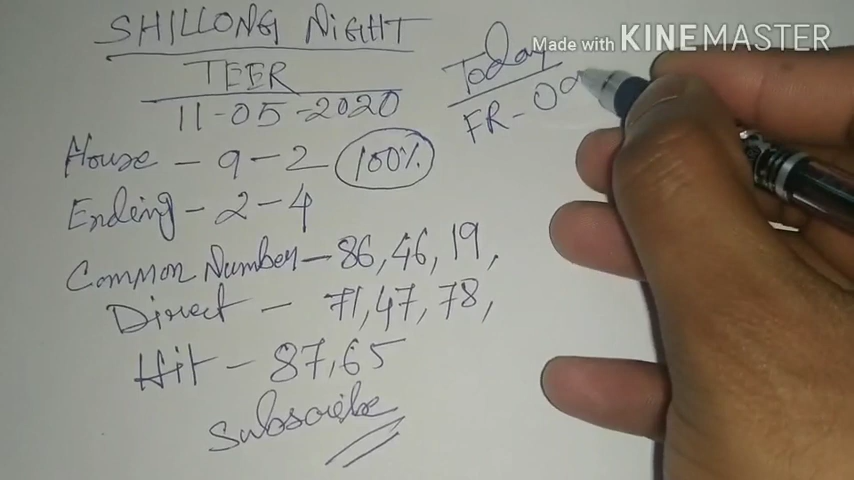 SHILLONG NIGHT
TEER
11-05-2020
House - 9-2 100%
Ending - 2-4
Common Number - 86, 46, 19,
Direct - 71, 47, 78,
Hit - 87, 65
Subscribe
Today
FR - 0
Made with KINEMASTER